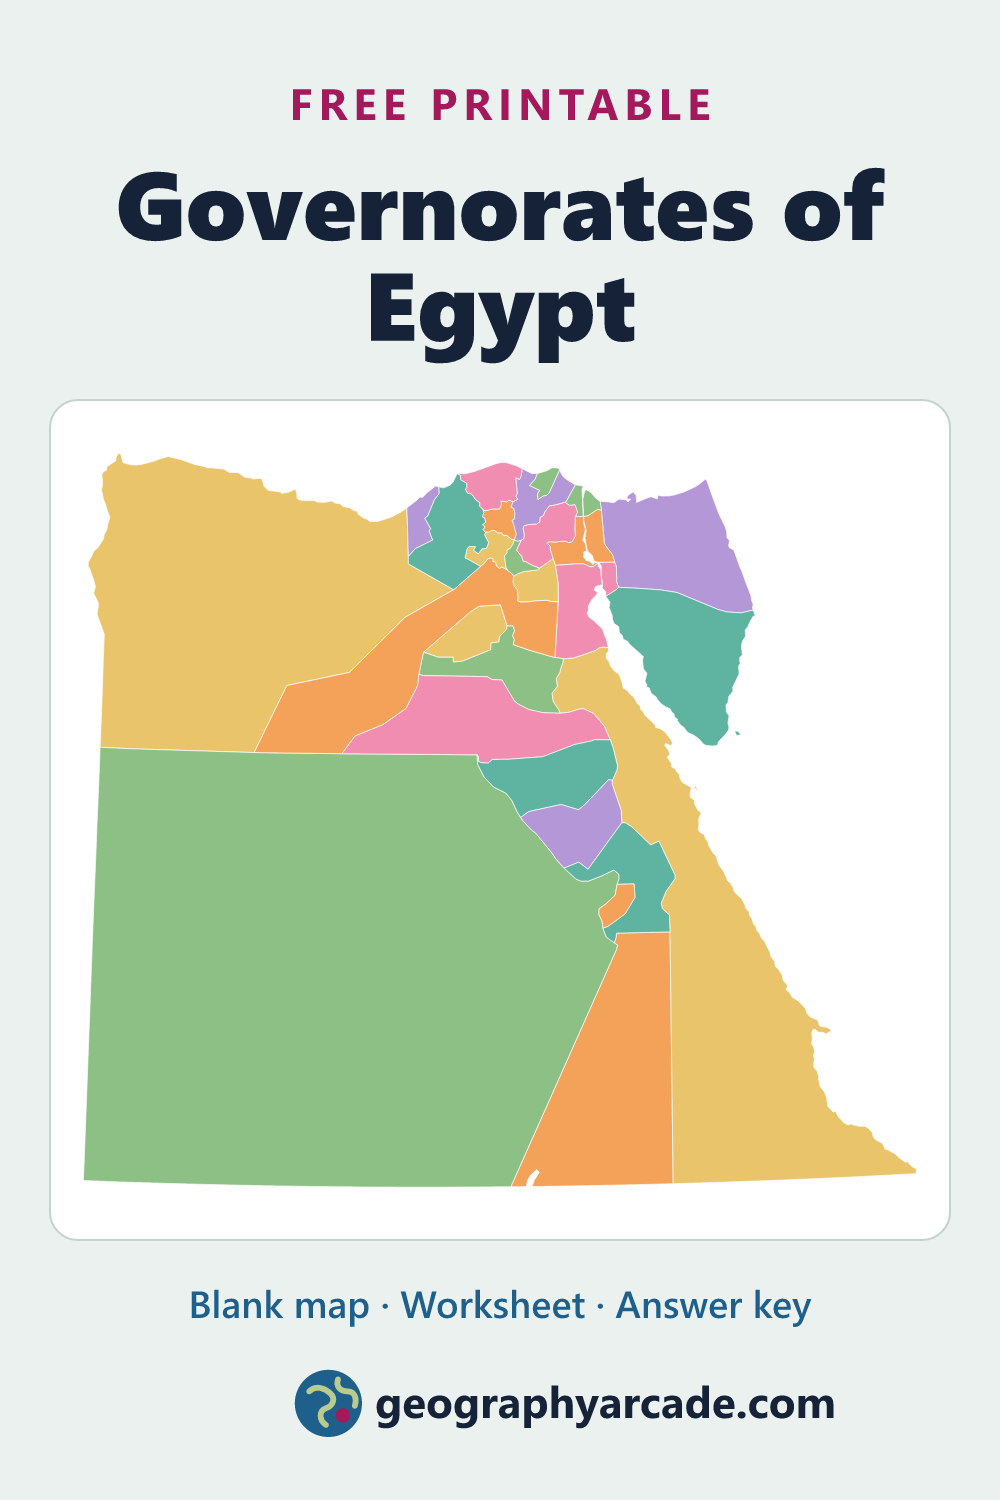 FREE PRINTABLE
Governorates of
Egypt
Blank map · Worksheet · Answer key
geographyarcade.com